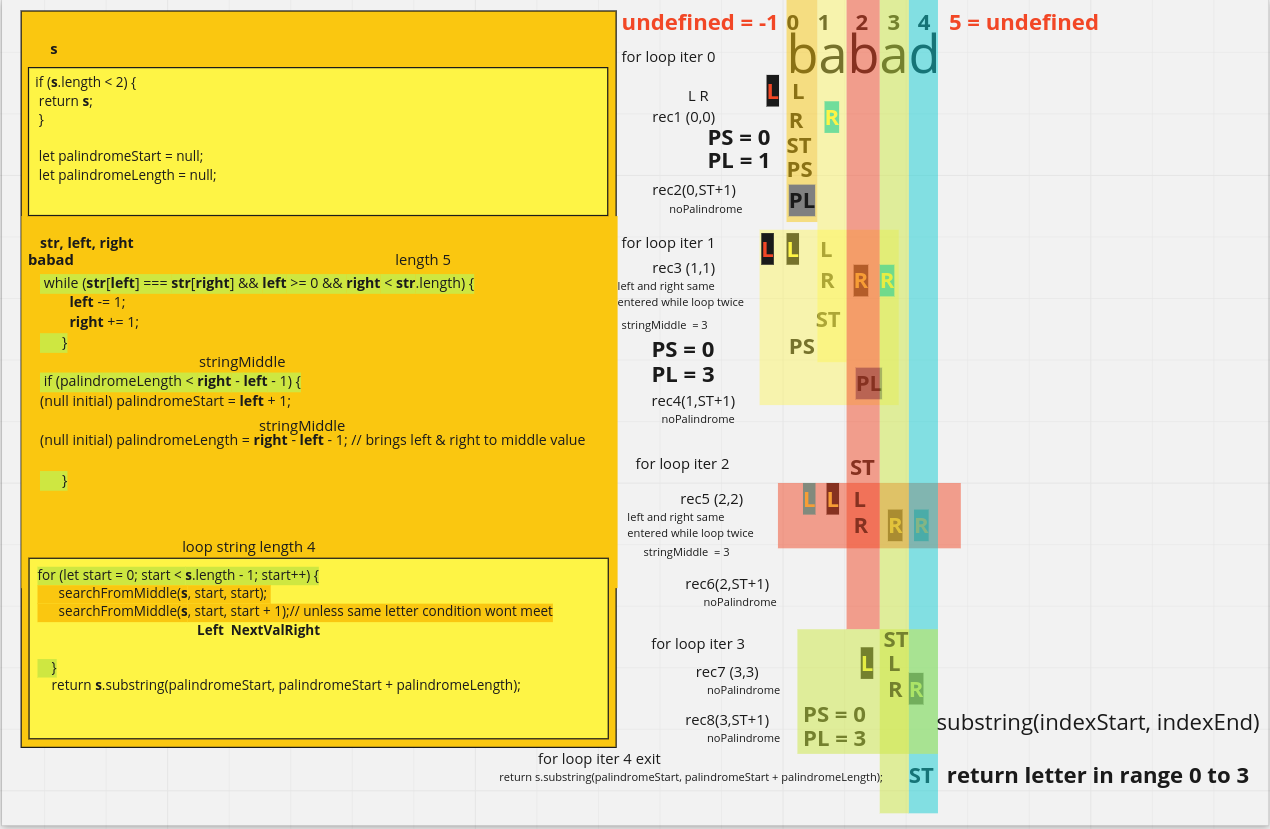 s
if (s.length < 2) {
return s;
}
let palindromeStart = null;
let palindromeLength = null;
str, left, right
babad
length 5
while (str[left] === str[right] && left >= 0 && right < str.length) {
left -= 1;
right += 1;
}
stringMiddle
if (palindromeLength < right - left - 1) {
(null initial) palindromeStart = left + 1;
stringMiddle
(null initial) palindromeLength = right - left - 1; // brings left & right to middle value
}
loop string length 4
for (let start = 0; start < s.length - 1; start++) {
searchFromMiddle(s, start, start);
searchFromMiddle(s, start, start + 1);// unless same letter condition wont meet
Left NextValRight
}
return s.substring(palindromeStart, palindromeStart + palindromeLength);
undefined = -1 0 1 2 3 4 5 = undefined
for loop iter 0
babad
L R
L L
rec1 (0,0)
R R
PS = 0
ST
PL = 1
PS
rec2(0,ST+1)
PL
noPalindrome
for loop iter 1
L L L
rec3 (1,1)
R R R
left and right same
entered while loop twice
stringMiddle = 3
ST
PS = 0
PS
PL = 3
PL
rec4(1,ST+1)
noPalindrome
for loop iter 2
ST
rec5 (2,2)
L L L
left and right same
R R R
entered while loop twice
stringMiddle = 3
rec6(2,ST+1)
noPalindrome
for loop iter 3
ST
rec7 (3,3)
L L
noPalindrome
R R
rec8(3,ST+1)
PS = 0
noPalindrome
PL = 3
substring(indexStart, indexEnd)
for loop iter 4 exit
return s.substring(palindromeStart, palindromeStart + palindromeLength);
ST return letter in range 0 to 3